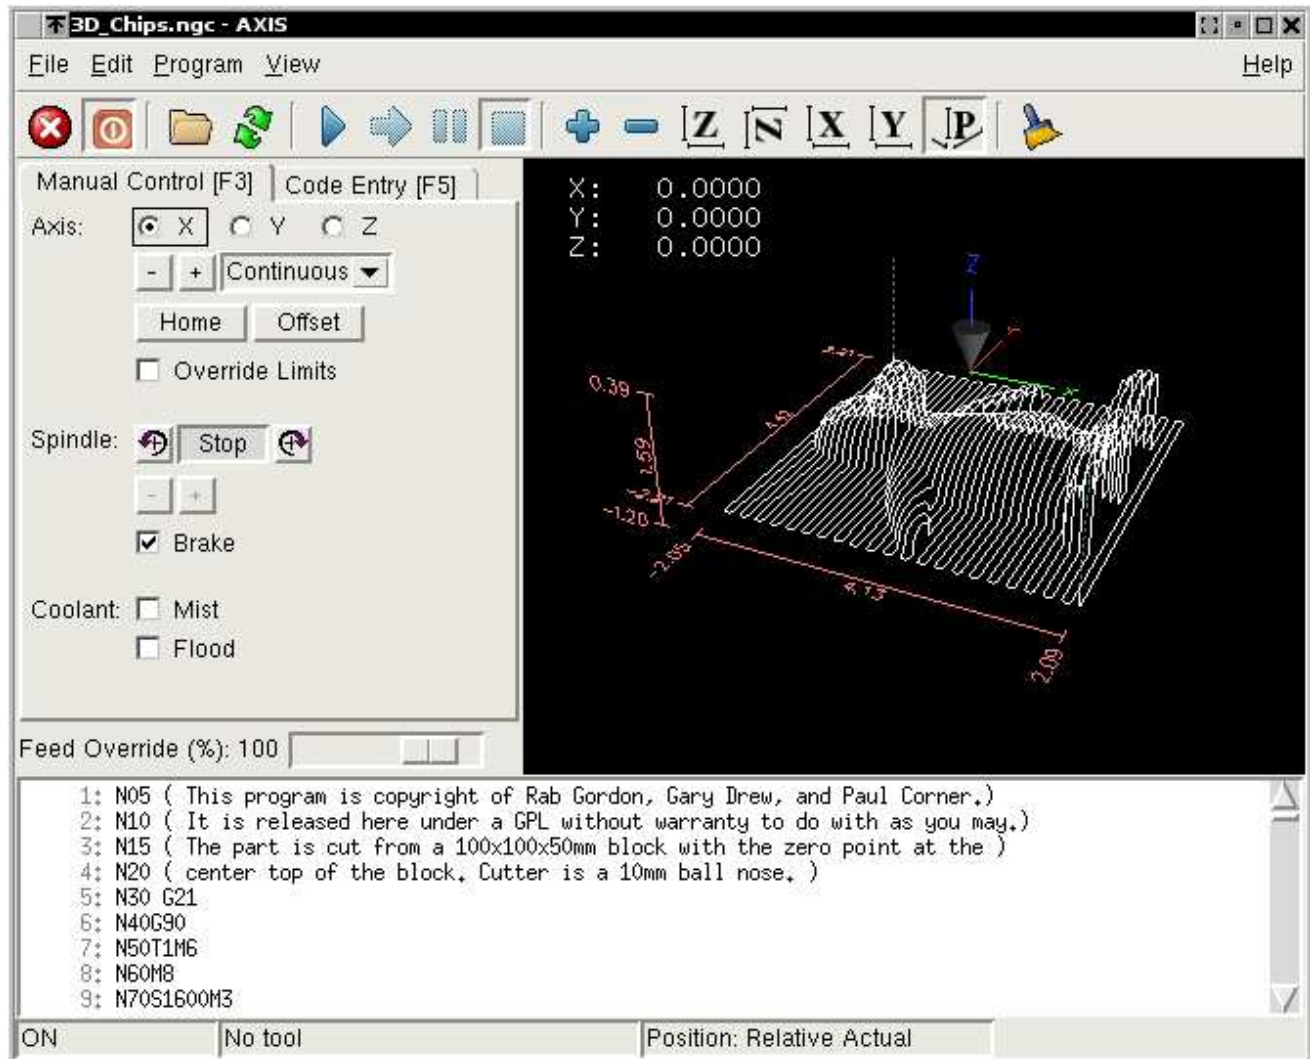 3D_Chips.ngc - AXIS
File Edit Program View Help
Z N X Y P
Manual Control [F3] Code Entry [F5]
Axis: X Y Z
- + Continuous
Home Offset
Override Limits
Spindle: Stop
- +
Brake
Coolant: Mist
Flood
Feed Override (%): 100
X: 0.0000
Y: 0.0000
Z: 0.0000
Z
X
0.39
1.59
-1.20
-2.05
4.13
2.09
1: N05 ( This program is copyright of Rab Gordon, Gary Drew, and Paul Corner.)
2: N10 ( It is released here under a GPL without warranty to do with as you may.)
3: N15 ( The part is cut from a 100x100x50mm block with the zero point at the )
4: N20 ( center top of the block. Cutter is a 10mm ball nose. )
5: N30 G21
6: N40G90
7: N50T1M6
8: N60M8
9: N70S1600M3
ON No tool Position: Relative Actual